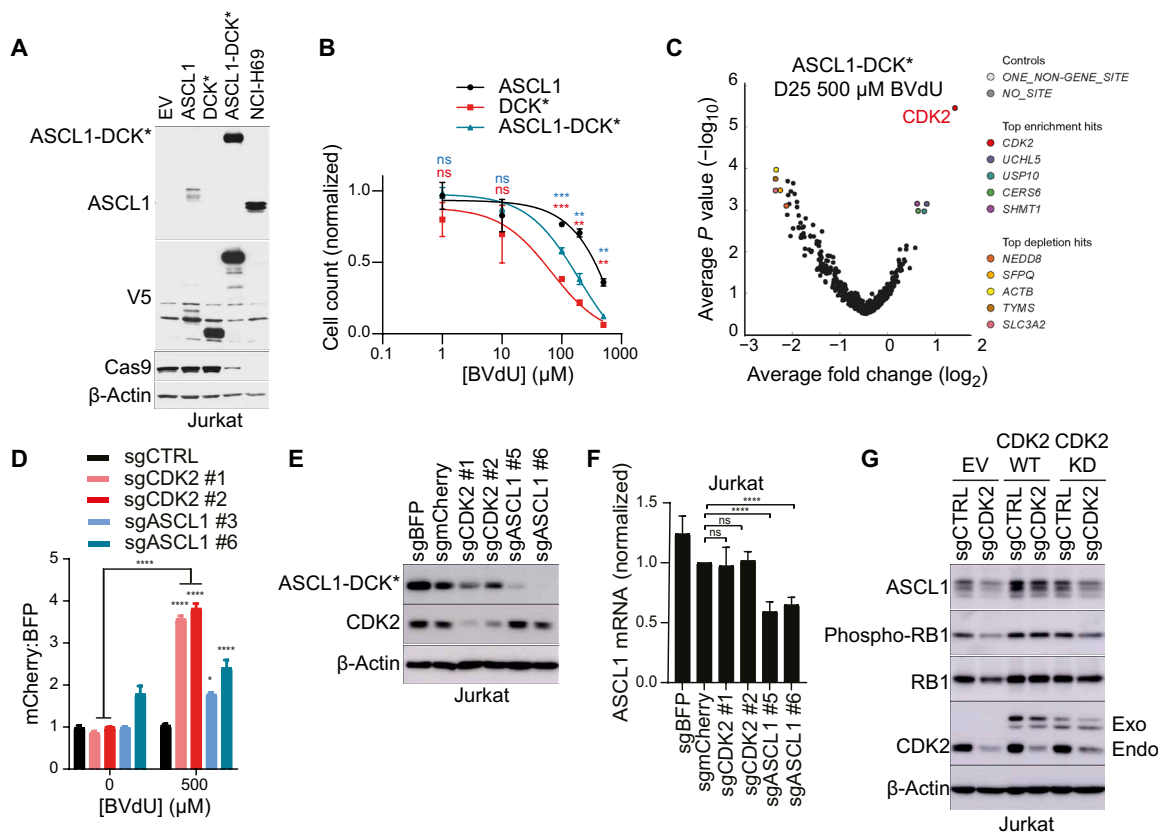 A
EV
ASCL1
DCK*
ASCL1-DCK*
NCI-H69
ASCL1-DCK*
ASCL1
V5
Cas9
β-Actin
Jurkat
B
ASCL1
DCK*
ASCL1-DCK*
Cell count (normalized)
1.0
0.5
0.0
ns
ns
ns
ns
***
***
**
**
**
**
0.1
1
10
100
1000
[BVdU] (µM)
C
ASCL1-DCK*
D25 500 µM BVdU
CDK2
Average P value (−log10)
6
5
4
3
2
1
−3
−2
−1
0
1
2
Average fold change (log2)
Controls
ONE_NON-GENE_SITE
NO_SITE
Top enrichment hits
CDK2
UCHL5
USP10
CERS6
SHMT1
Top depletion hits
NEDD8
SFPQ
ACTB
TYMS
SLC3A2
D
sgCTRL
sgCDK2 #1
sgCDK2 #2
sgASCL1 #3
sgASCL1 #6
mCherry:BFP
5
4
3
2
1
0
****
****
****
*
****
0
500
[BVdU] (µM)
E
sgBFP
sgmCherry
sgCDK2 #1
sgCDK2 #2
sgASCL1 #5
sgASCL1 #6
ASCL1-DCK*
CDK2
β-Actin
Jurkat
F
Jurkat
ASCL1 mRNA (normalized)
1.5
1.0
0.5
0.0
****
****
ns
ns
sgBFP
sgmCherry
sgCDK2 #1
sgCDK2 #2
sgASCL1 #5
sgASCL1 #6
G
EV
CDK2
WT
CDK2
KD
sgCTRL
sgCDK2
sgCTRL
sgCDK2
sgCTRL
sgCDK2
ASCL1
Phospho-RB1
RB1
CDK2
Exo
Endo
β-Actin
Jurkat